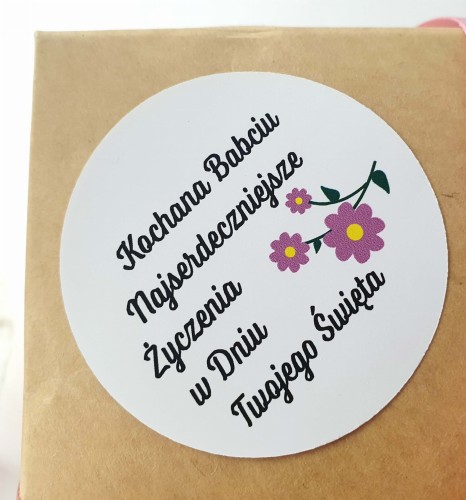 Kochana Babciu
Najserdeczniejsze
Życzenia
w Dniu
Twojego Święta